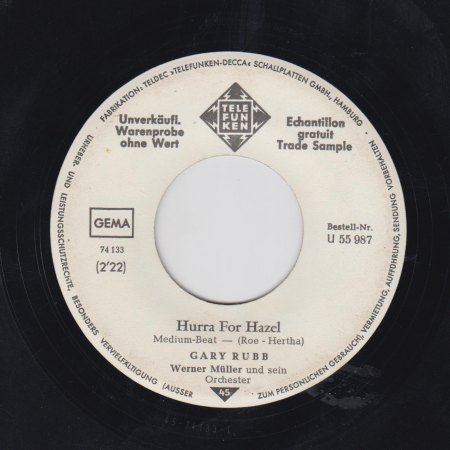 FABRIKATION: TELDEC »TELEFUNKEN-DECCA« SCHALLPLATTEN GMBH, HAMBURG
URHEBER- UND LEISTUNGSSCHUTZRECHTE, BESONDERS VERVIELFÄLTIGUNG (AUSSER
ZUM PERSÖNLICHEN GEBRAUCH), VERMIETUNG, AUFFÜHRUNG, SENDUNG VORBEHALTEN
TELE
FUN
KEN
Unverkäufl.
Warenprobe
ohne Wert
Echantillon
gratuit
Trade Sample
GEMA
74 133
(2'22)
Bestell-Nr.
U 55 987
Hurra For Hazel
Medium-Beat — (Roe - Hertha)
GARY RUBB
Werner Müller und sein
Orchester
45